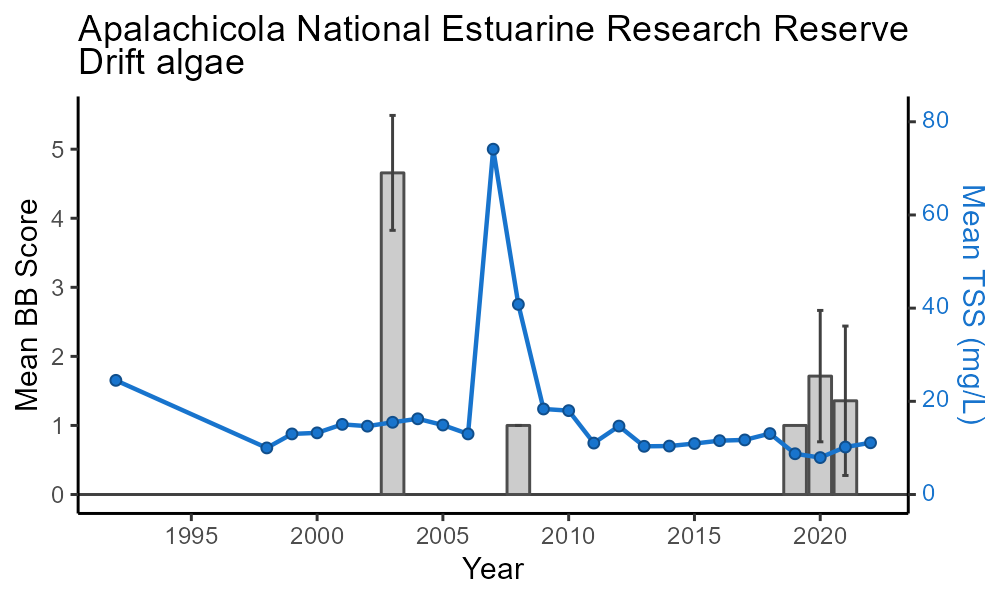 Apalachicola National Estuarine Research Reserve
Drift algae
Mean BB Score
5
4
3
2
1
0
80
60
40
20
0
Mean TSS (mg/L)
1995 2000 2005 2010 2015 2020
Year